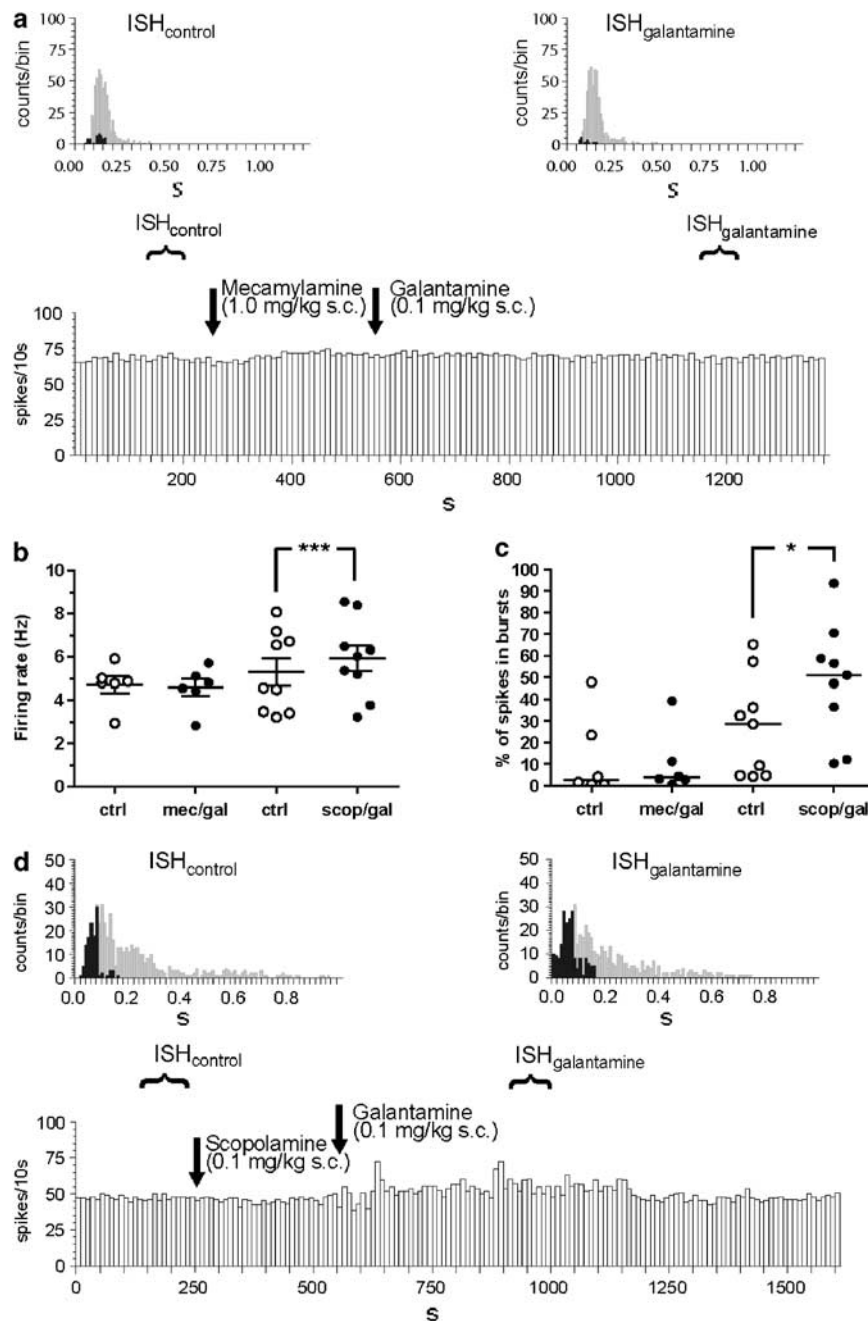 a
ISHcontrol
counts/bin
100
75
50
25
0
0.00 0.25 0.50 0.75 1.00
S
ISHgalantamine
counts/bin
100
75
50
25
0
0.00 0.25 0.50 0.75 1.00
S
ISHcontrol
ISHgalantamine
Mecamylamine
(1.0 mg/kg s.c.)
Galantamine
(0.1 mg/kg s.c.)
spikes/10s
100
75
50
25
0
200 400 600 800 1000 1200
S
b
Firing rate (Hz)
10
8
6
4
2
0
***
ctrl mec/gal ctrl scop/gal
c
% of spikes in bursts
100
90
80
70
60
50
40
30
20
10
0
*
ctrl mec/gal ctrl scop/gal
d
ISHcontrol
counts/bin
50
40
30
20
10
0
0.0 0.2 0.4 0.6 0.8
S
ISHgalantamine
counts/bin
50
40
30
20
10
0
0.0 0.2 0.4 0.6 0.8
S
ISHcontrol
ISHgalantamine
Scopolamine
(0.1 mg/kg s.c.)
Galantamine
(0.1 mg/kg s.c.)
spikes/10s
100
75
50
25
0
0 250 500 750 1000 1250 1500
S